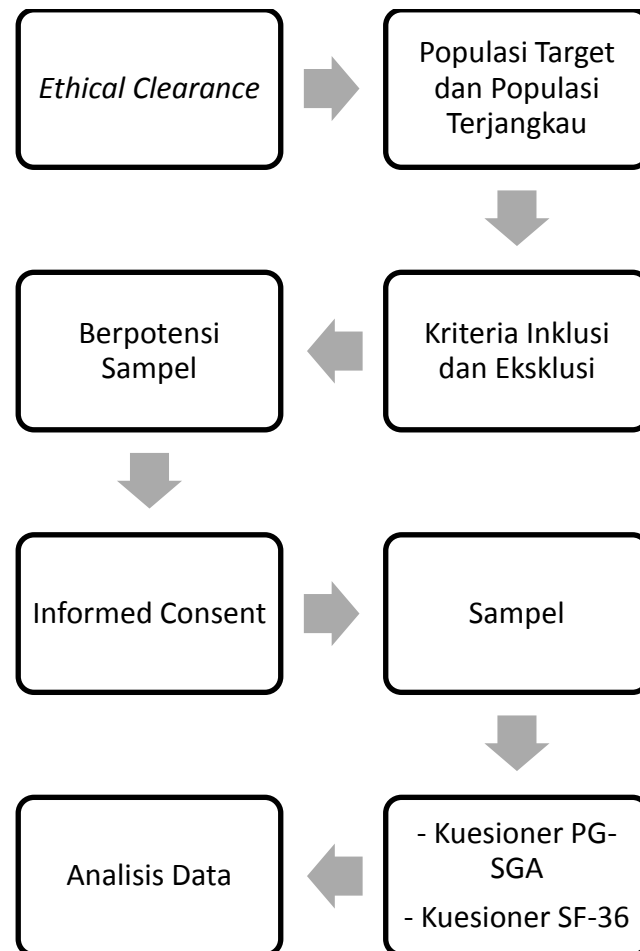 Ethical Clearance
Populasi Target
dan Populasi
Terjangkau
Kriteria Inklusi
dan Eksklusi
Berpotensi
Sampel
Informed Consent
Sampel
- Kuesioner PG-
SGA
- Kuesioner SF-36
Analisis Data